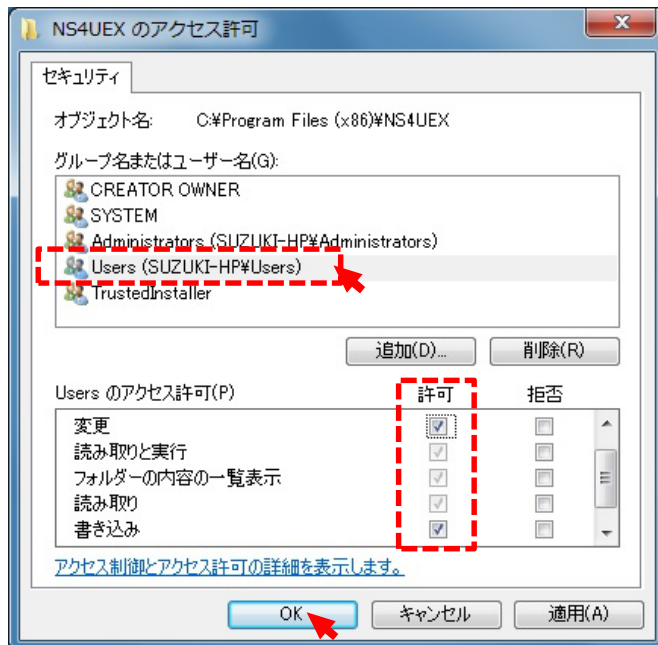 NS4UEX のアクセス許可
セキュリティ
オブジェクト名: C:¥Program Files (x86)¥NS4UEX
グループ名またはユーザー名(G):
CREATOR OWNER
SYSTEM
Administrators (SUZUKI-HP¥Administrators)
Users (SUZUKI-HP¥Users)
TrustedInstaller
追加(D)... 削除(R)
Users のアクセス許可(P) 許可 拒否
変更
読み取りと実行
フォルダーの内容の一覧表示
読み取り
書き込み
アクセス制御とアクセス許可の詳細を表示します。
OK キャンセル 適用(A)